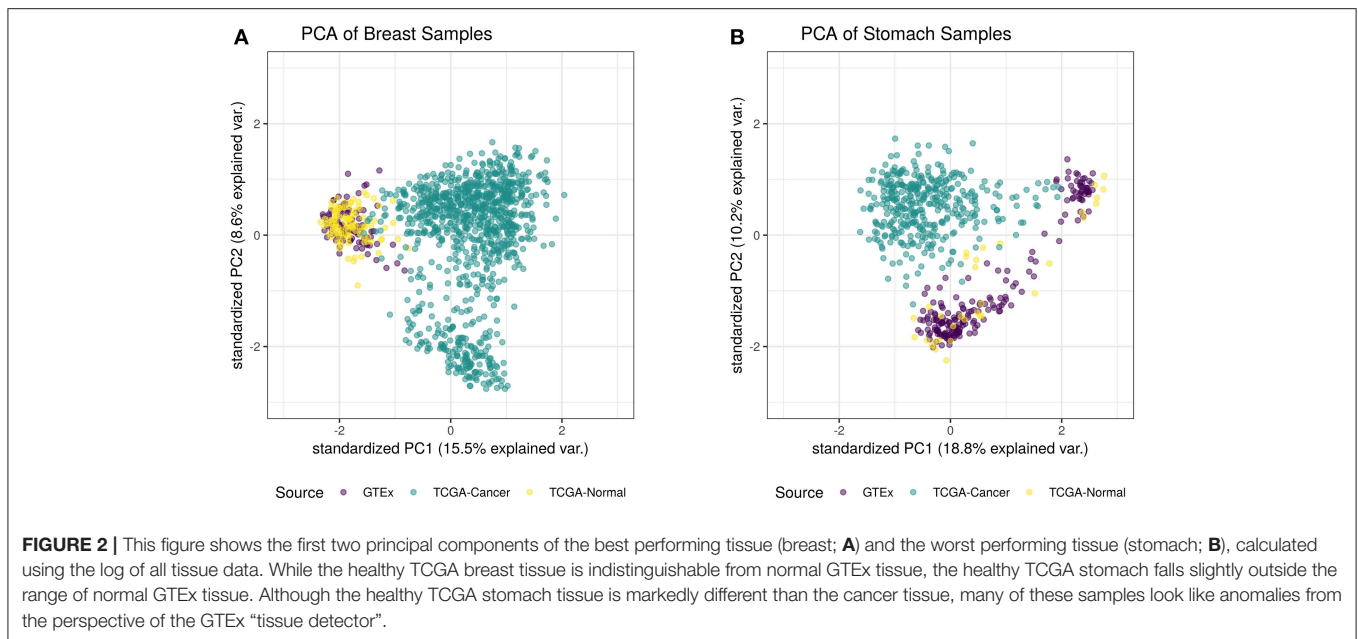 A
PCA of Breast Samples
2
0
-2
standardized PC2 (8.6% explained var.)
-2
0
2
standardized PC1 (15.5% explained var.)
Source GTEx TCGA-Cancer TCGA-Normal
B
PCA of Stomach Samples
2
0
-2
standardized PC2 (10.2% explained var.)
-2
0
2
standardized PC1 (18.8% explained var.)
Source GTEx TCGA-Cancer TCGA-Normal
FIGURE 2 | This figure shows the first two principal components of the best performing tissue (breast; A) and the worst performing tissue (stomach; B), calculated
using the log of all tissue data. While the healthy TCGA breast tissue is indistinguishable from normal GTEx tissue, the healthy TCGA stomach falls slightly outside the
range of normal GTEx tissue. Although the healthy TCGA stomach tissue is markedly different than the cancer tissue, many of these samples look like anomalies from
the perspective of the GTEx “tissue detector”.